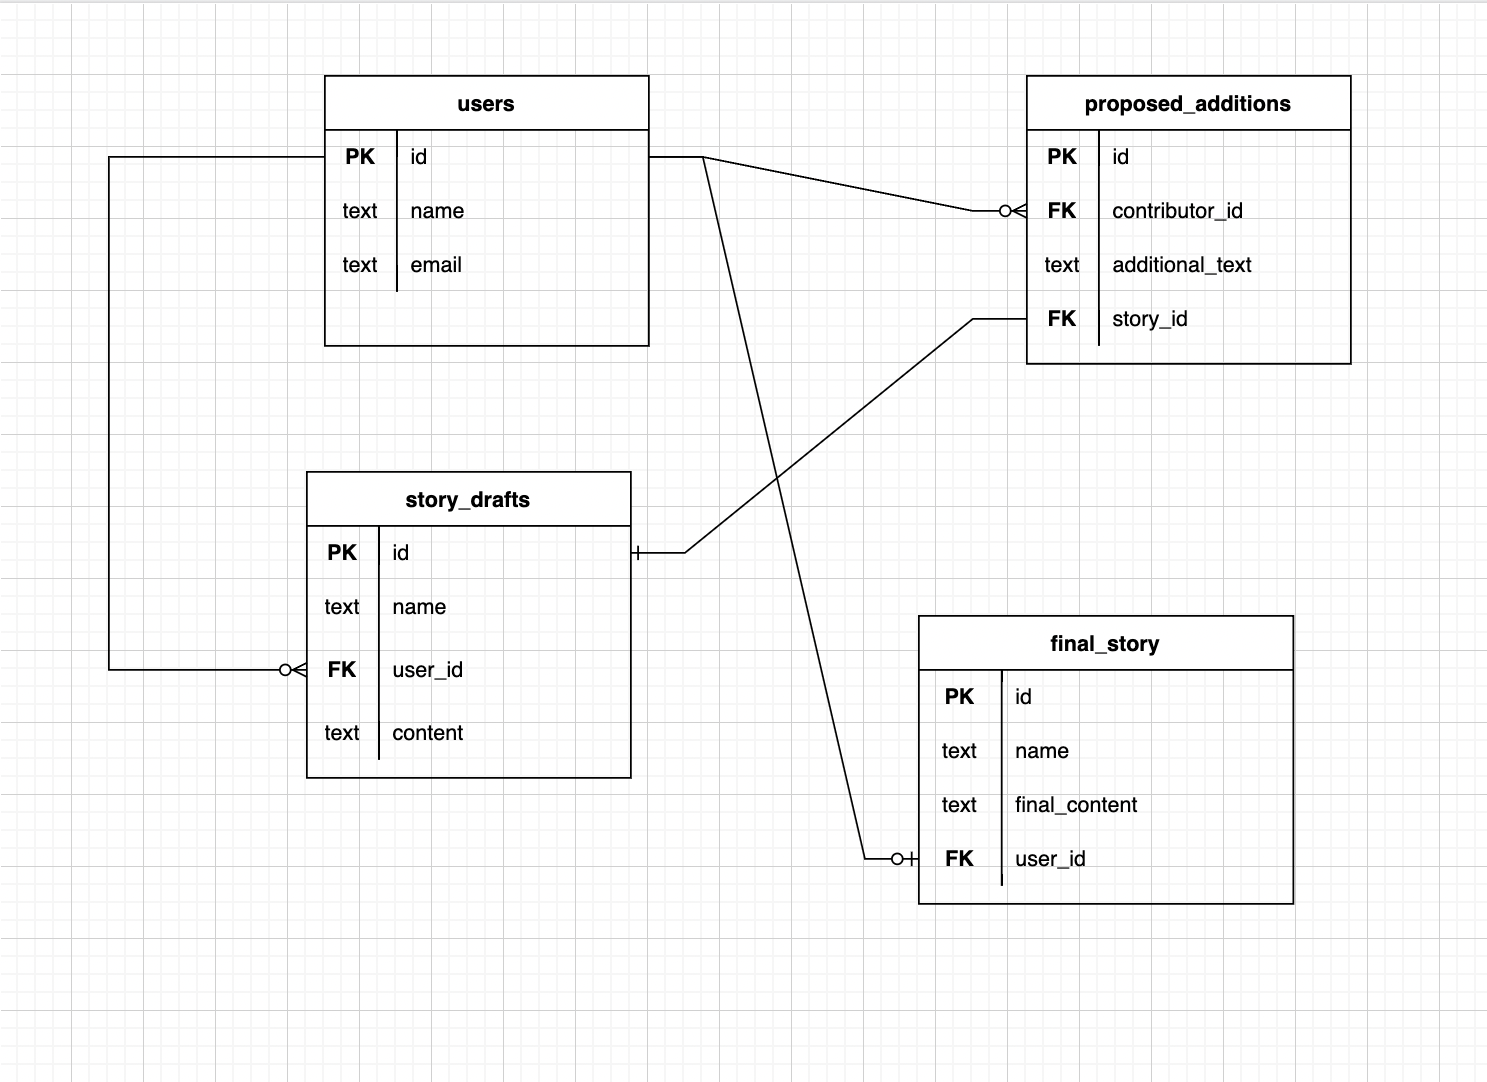 users
PK id
text name
text email
proposed_additions
PK id
FK contributor_id
text additional_text
FK story_id
story_drafts
PK id
text name
FK user_id
text content
final_story
PK id
text name
text final_content
FK user_id